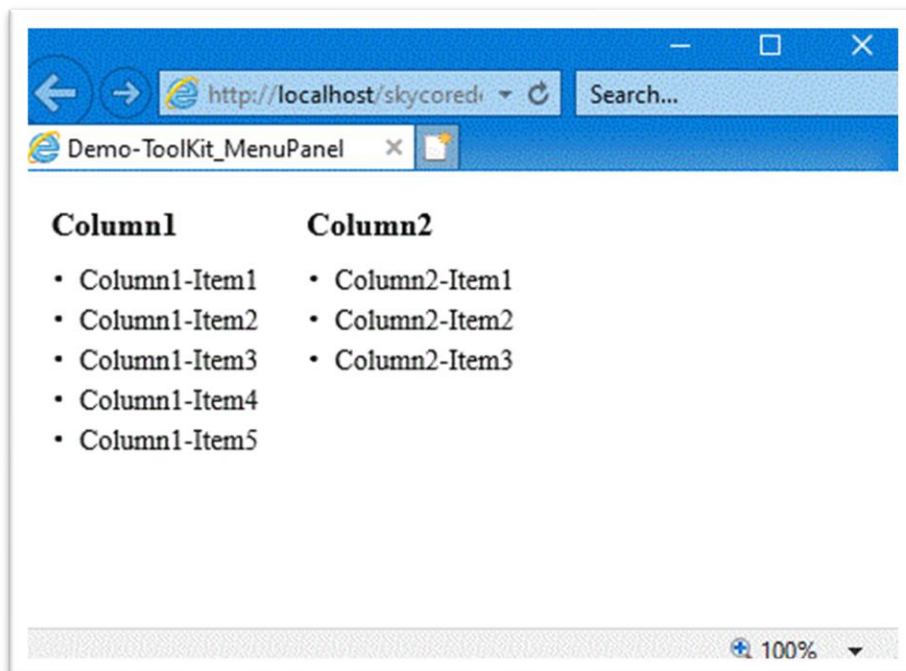 http://localhost/skycored
Search...
Demo-ToolKit_MenuPanel
Column1
Column1-Item1
Column1-Item2
Column1-Item3
Column1-Item4
Column1-Item5
Column2
Column2-Item1
Column2-Item2
Column2-Item3
100%